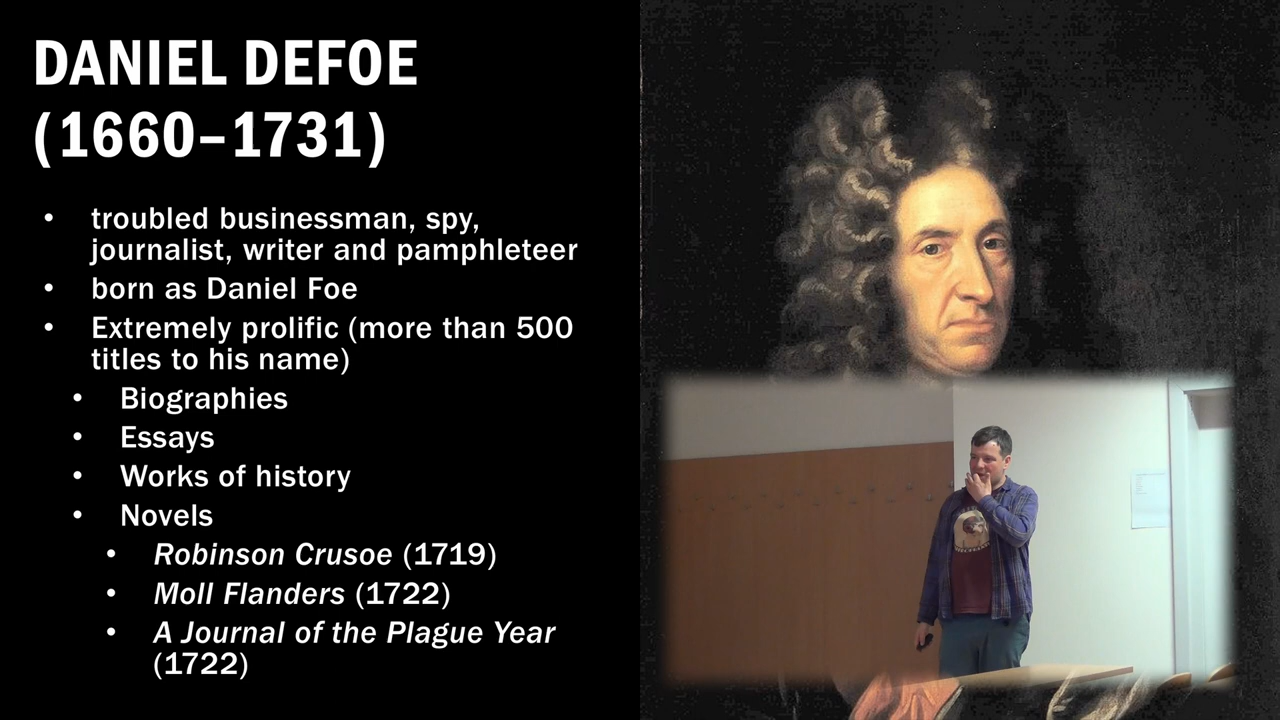 DANIEL DEFOE
(1660–1731)
• troubled businessman, spy,
journalist, writer and pamphleteer
• born as Daniel Foe
• Extremely prolific (more than 500
titles to his name)
• Biographies
• Essays
• Works of history
• Novels
• Robinson Crusoe (1719)
• Moll Flanders (1722)
• A Journal of the Plague Year
(1722)